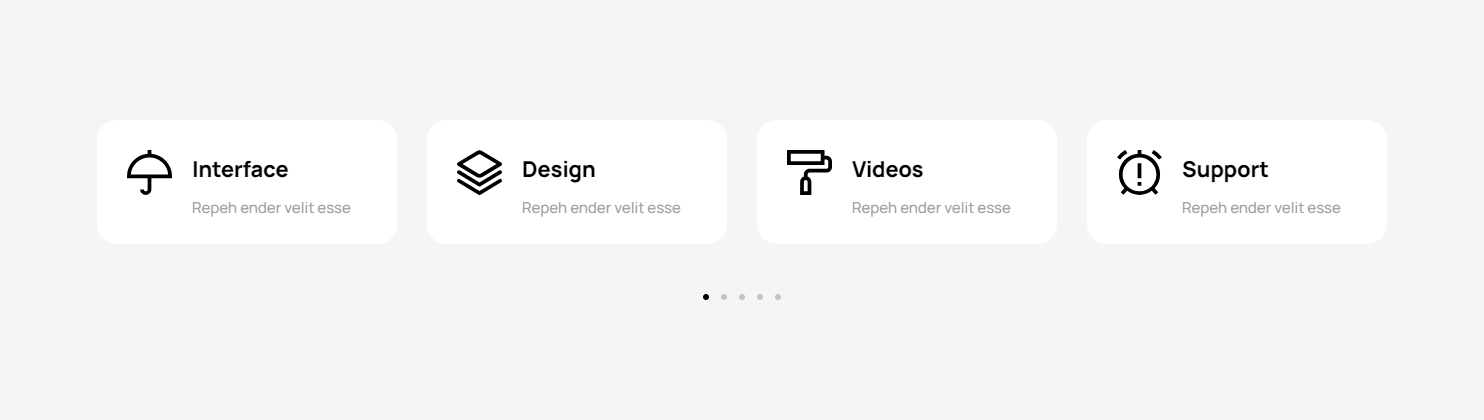 Interface
Repeh ender velit esse
Design
Repeh ender velit esse
Videos
Repeh ender velit esse
Support
Repeh ender velit esse